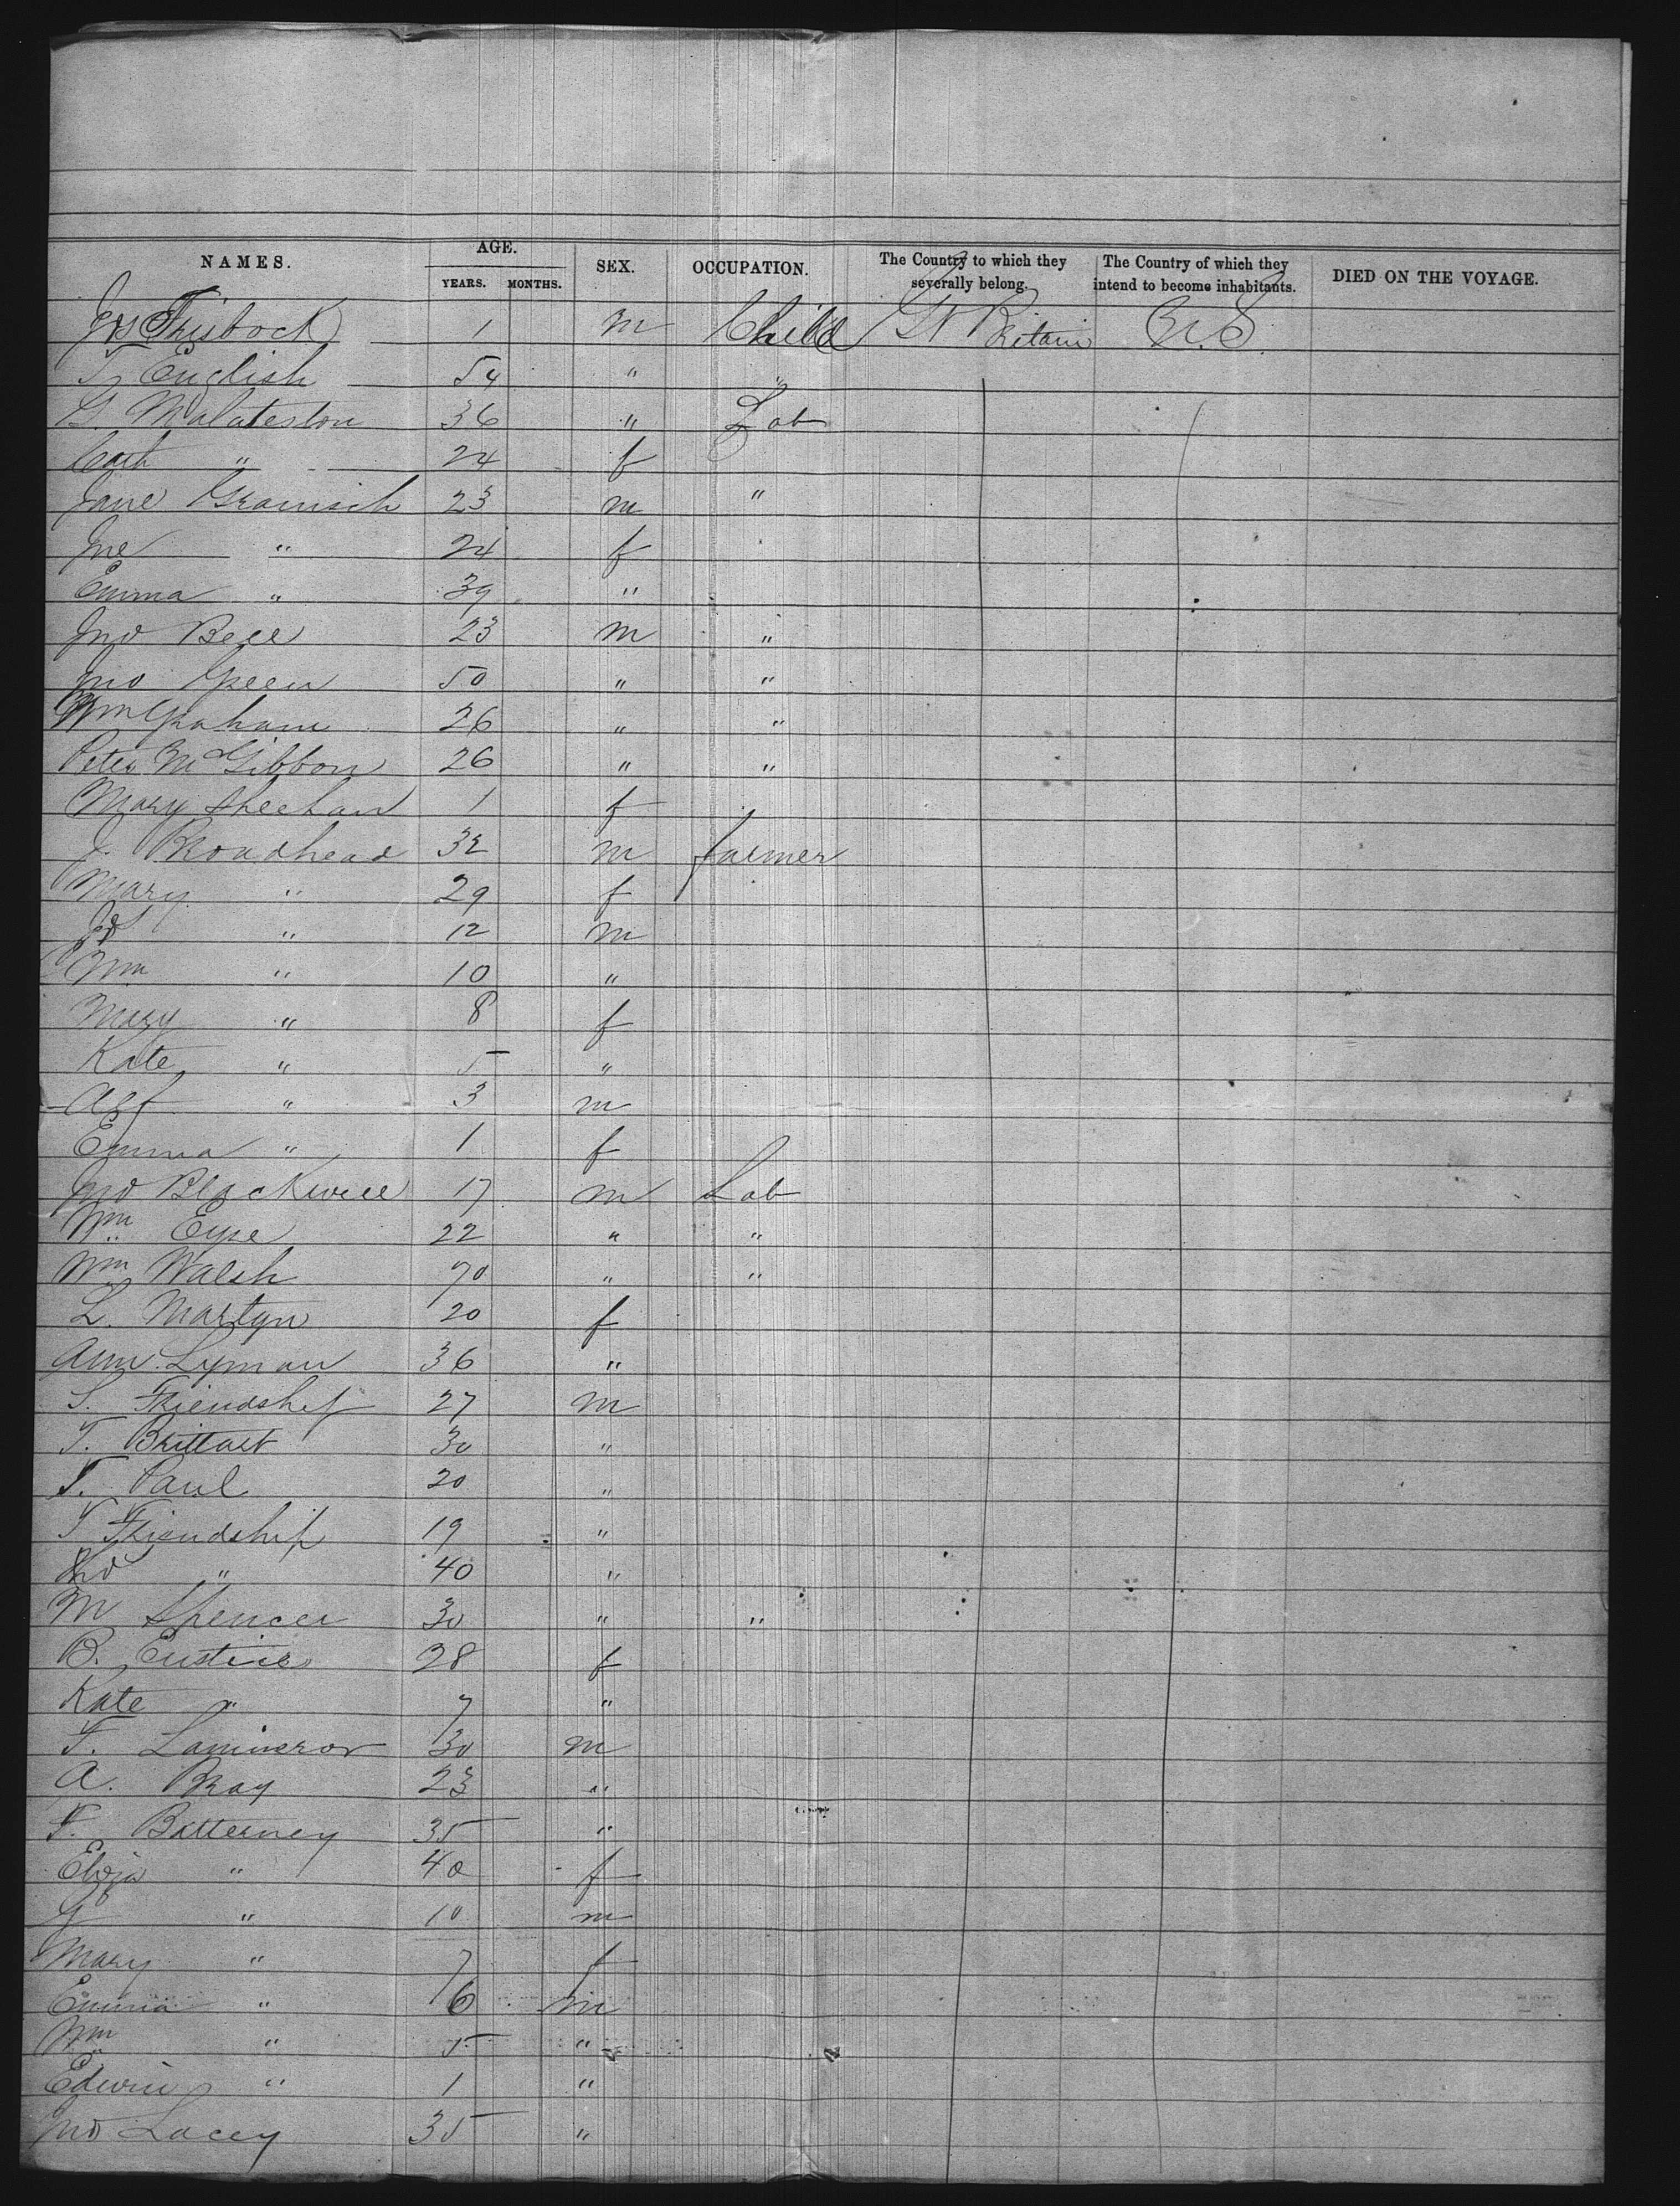 NAMES. AGE. YEARS. MONTHS. SEX. OCCUPATION. The Country to which they severally belong. The Country of which they intend to become inhabitants. DIED ON THE VOYAGE.
Jos 1 m Child Gt Britain U.S.
T. English 54 " "
G. Malateston 36 " Lab
Cath " 24 f
Jane 23 m "
Jne " 24 f
Emma " 39 "
Jno Bell 23 m "
Jno Green 50 " "
Wm Graham 26 " "
Peter McGibbon 26 " "
Mary Sheehan 1 f
J. Broadhead 32 m farmer
Mary " 29 f
" 12 m
Wm " 10 "
Mary " 8 f
Kate " 5 "
Alf " 3 m
Emma " 1 f
Jno Blackwell 17 m Lab
Wm Eyre 22 " "
Wm Walsh 70 " "
L. Martyn 20 f
Ann Lyman 36 "
S. Friendship 27 m
T. 30 "
T. Paul 20 "
T Friendship 19 "
" 40 "
M Spencer 30 " "
B. Eustice 28 f
Kate " 7 "
F. 30 m
A. Bray 23 "
F. Batterney 35 "
Eliza " 40 f
G " 10 m
Mary " 7 f
Emma " 6 m
Wm " 5 "
Edwin " 1 "
Jno Lacey 35 "